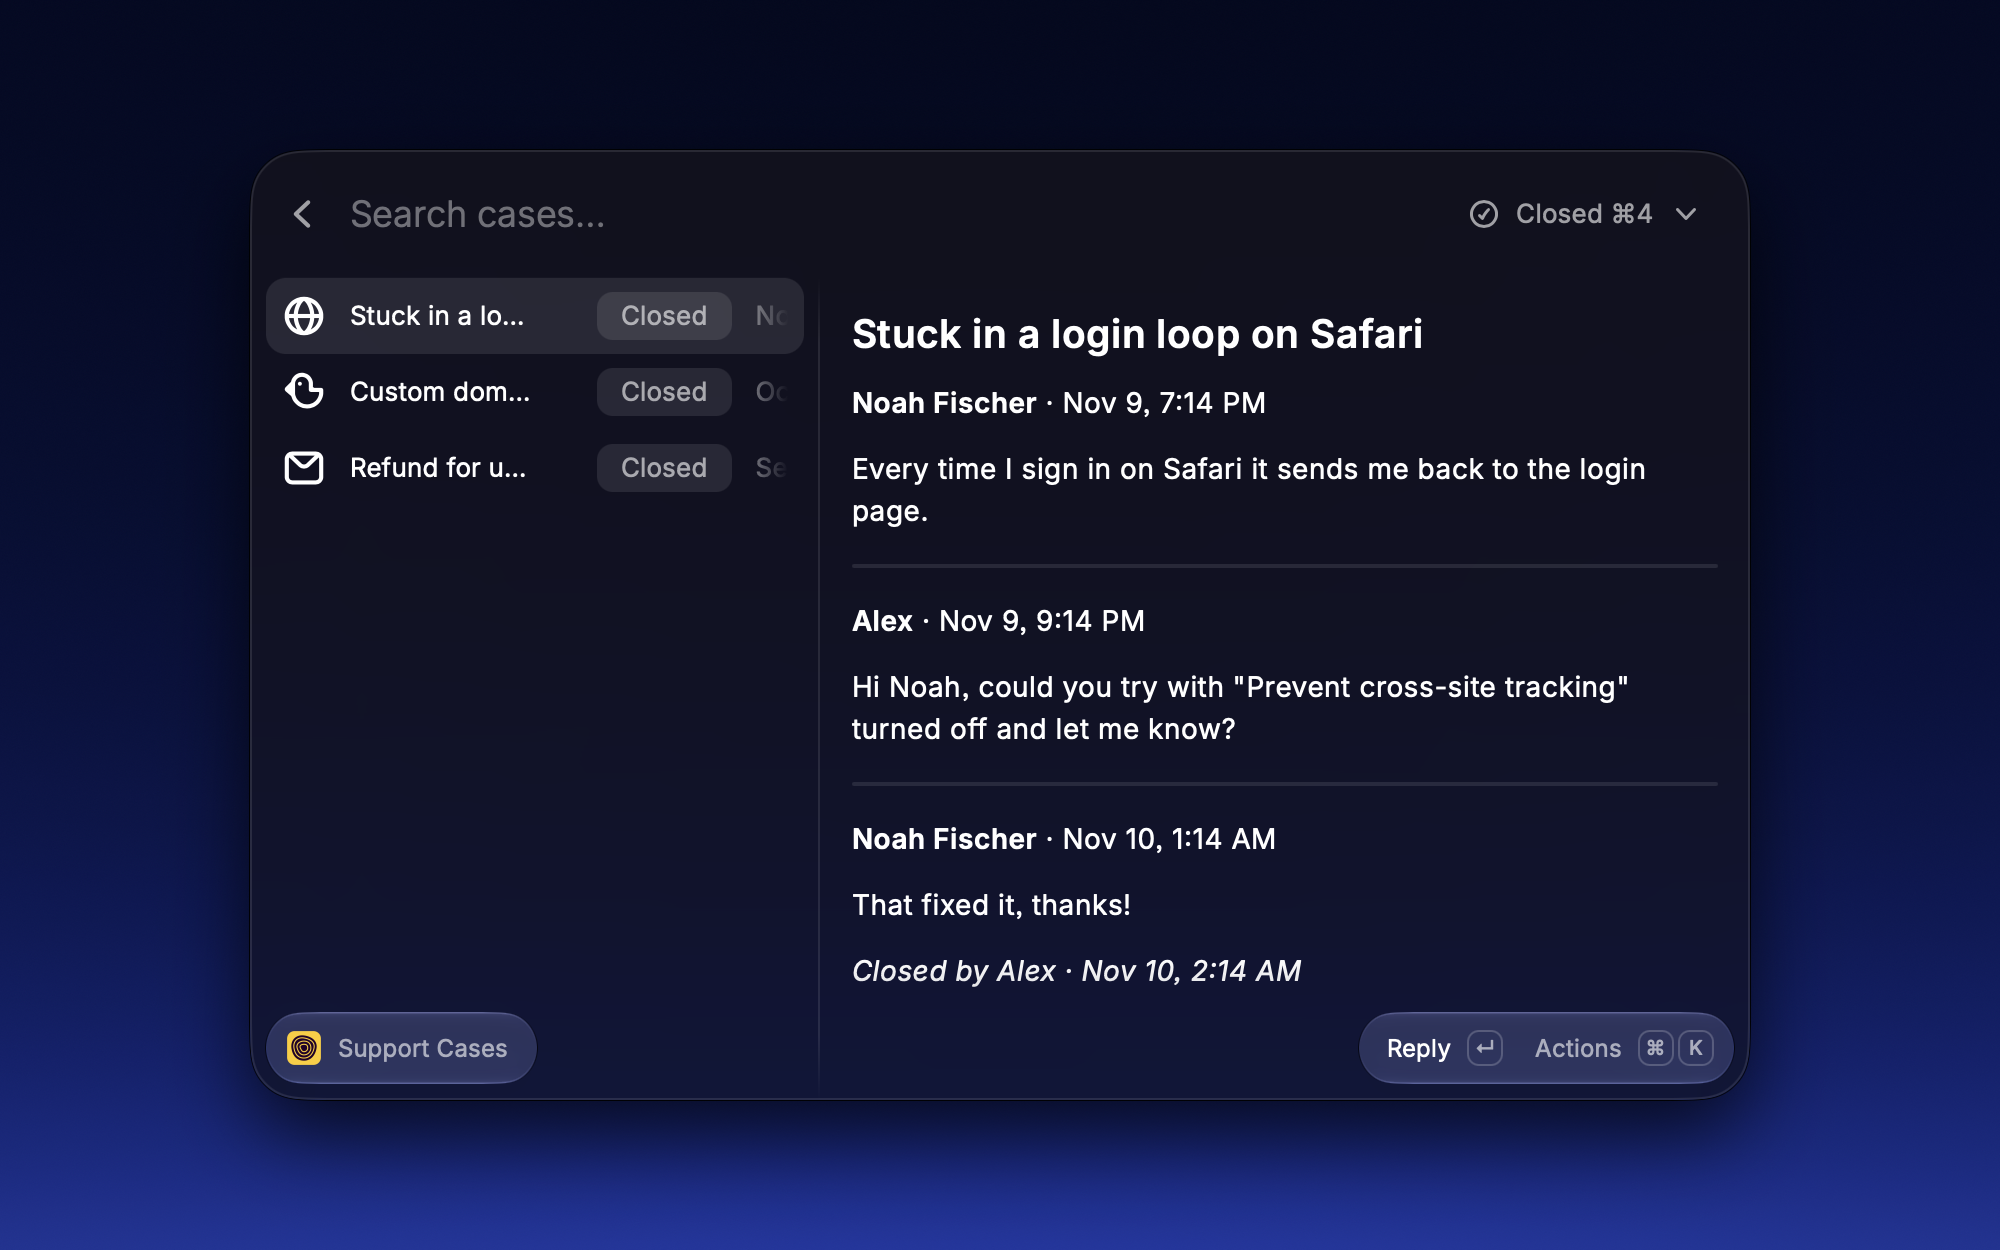 Search cases...
Closed ⌘4
Stuck in a lo... Closed
Custom dom... Closed
Refund for u... Closed
Stuck in a login loop on Safari
Noah Fischer · Nov 9, 7:14 PM
Every time I sign in on Safari it sends me back to the login
page.
Alex · Nov 9, 9:14 PM
Hi Noah, could you try with "Prevent cross-site tracking"
turned off and let me know?
Noah Fischer · Nov 10, 1:14 AM
That fixed it, thanks!
Closed by Alex · Nov 10, 2:14 AM
Support Cases
Reply ↵ Actions ⌘ K